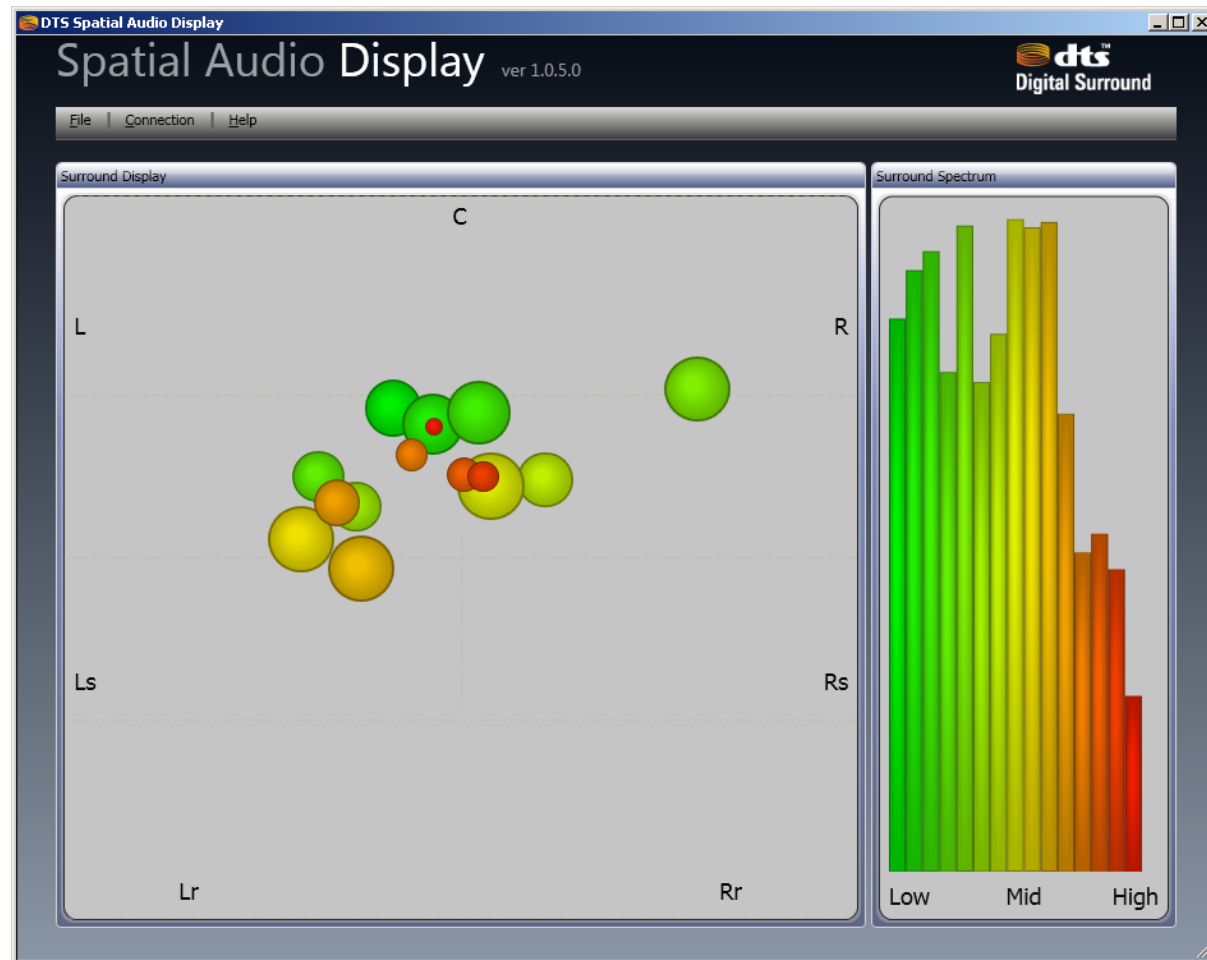 DTS Spatial Audio Display
Spatial Audio Display ver 1.0.5.0
dts™
Digital Surround
File | Connection | Help
Surround Display
Surround Spectrum
C
L R
Ls Rs
Lr Rr
Low Mid High